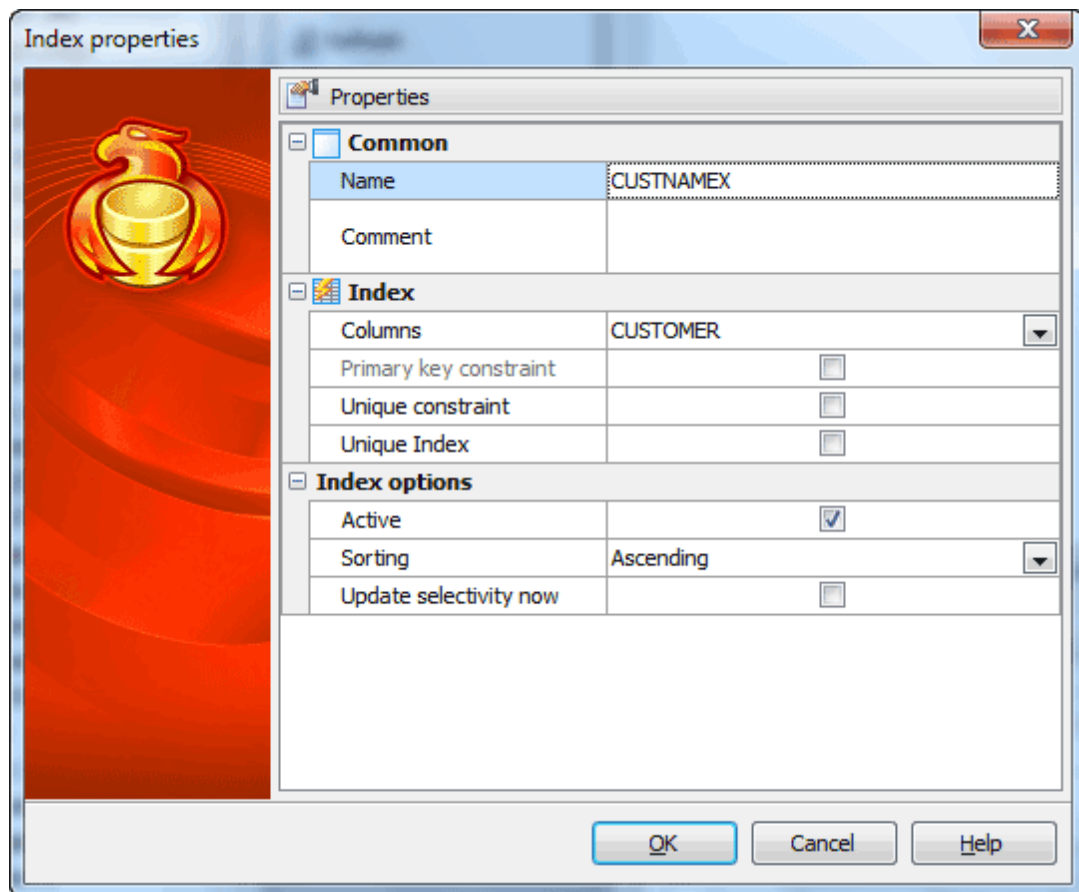 Index properties
Properties
Common
Name CUSTNAMEX
Comment
Index
Columns CUSTOMER
Primary key constraint
Unique constraint
Unique Index
Index options
Active
Sorting Ascending
Update selectivity now
OK Cancel Help